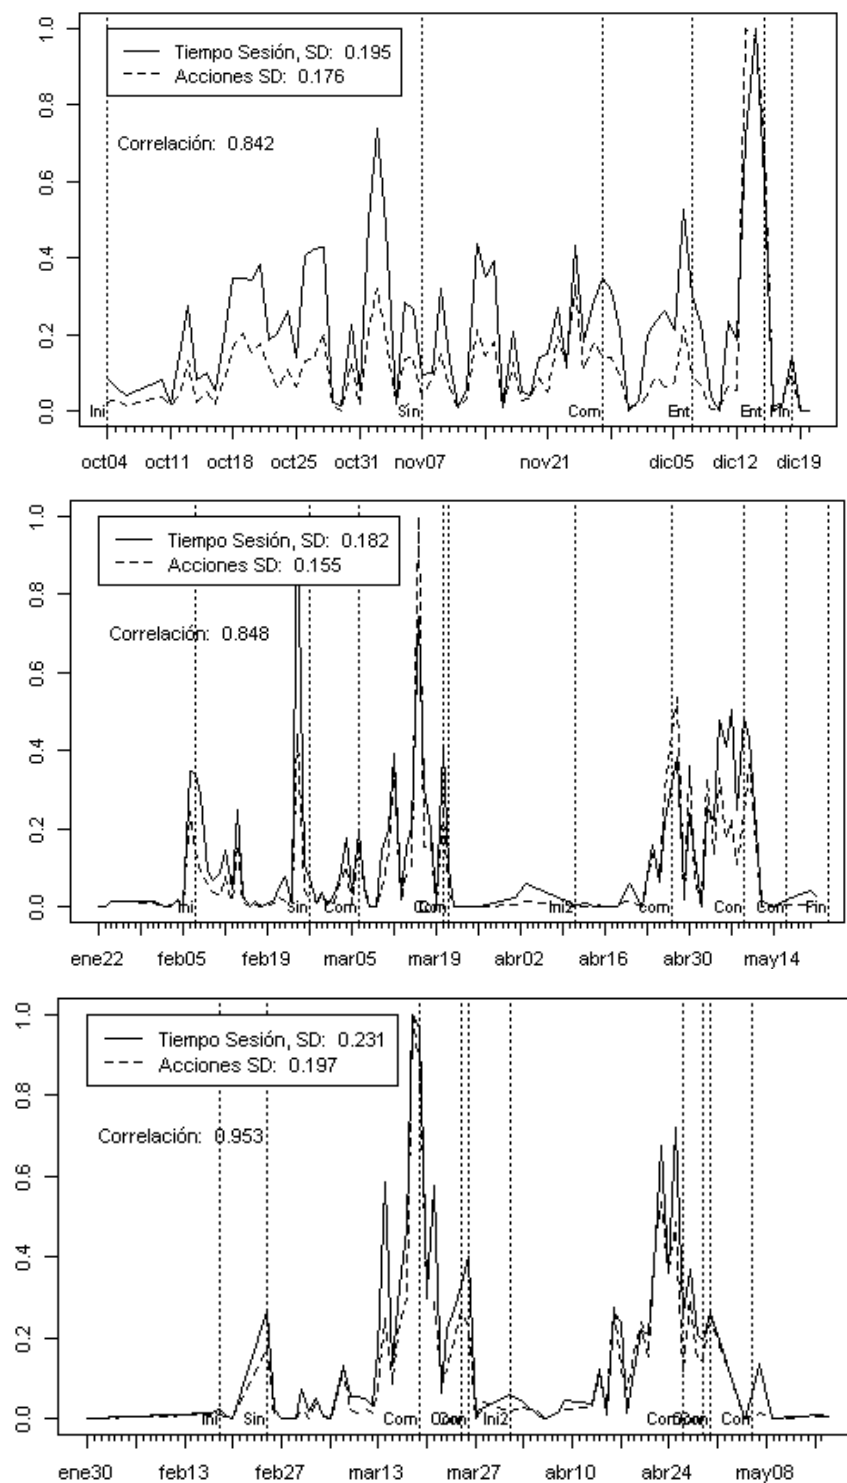 1.0
0.8
0.6
0.4
0.2
0.0
Tiempo Sesión, SD: 0.195
Acciones SD: 0.176
Correlación: 0.842
Ini Sin Com Ent Ent Fin
oct04 oct11 oct18 oct25 oct31 nov07 nov21 dic05 dic12 dic19
1.0
0.8
0.6
0.4
0.2
0.0
Tiempo Sesión, SD: 0.182
Acciones SD: 0.155
Correlación: 0.848
Ini Sin Com Con Ini2 Com Con Con Fin
ene22 feb05 feb19 mar05 mar19 abr02 abr16 abr30 may14
1.0
0.8
0.6
0.4
0.2
0.0
Tiempo Sesión, SD: 0.231
Acciones SD: 0.197
Correlación: 0.953
Ini Sin Com Con Ini2 Com Con Con
ene30 feb13 feb27 mar13 mar27 abr10 abr24 may08